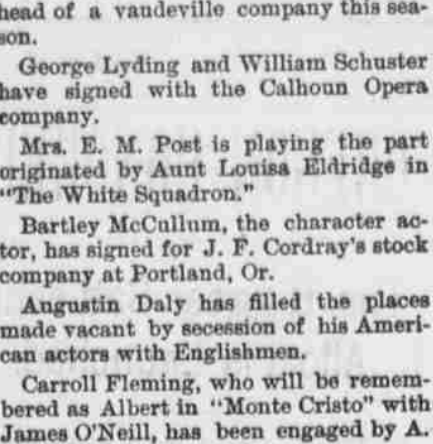 head of a vaudeville company this sea-
son.
George Lyding and William Schuster
have signed with the Calhoun Opera
company.
Mrs. E. M. Post is playing the part
originated by Aunt Louisa Eldridge in
"The White Squadron."
Bartley McCullum, the character ac-
tor, has signed for J. F. Cordray's stock
company at Portland, Or.
Augustin Daly has filled the places
made vacant by secession of his Ameri-
can actors with Englishmen.
Carroll Fleming, who will be remem-
bered as Albert in "Monte Cristo" with
James O'Neill, has been engaged by A.